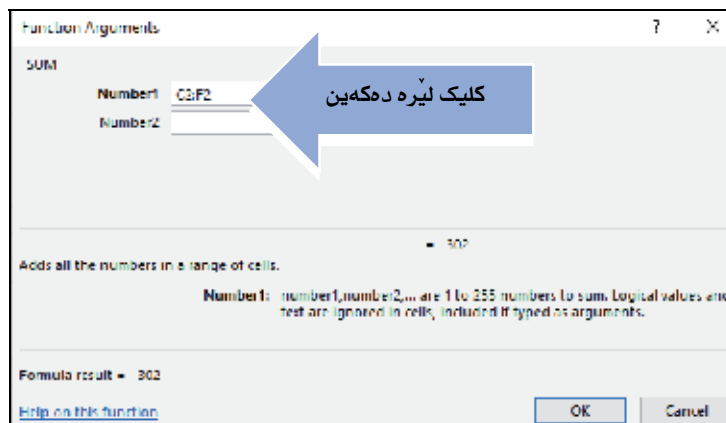 Function Arguments ? ×
SUM
Number1 C2:F2
Number2
کلیک لێرە دەکەین
= 302
Adds all the numbers in a range of cells.
Number1: number1,number2,... are 1 to 255 numbers to sum. Logical values and
text are ignored in cells, included if typed as arguments.
Formula result = 302
Help on this function
OK Cancel